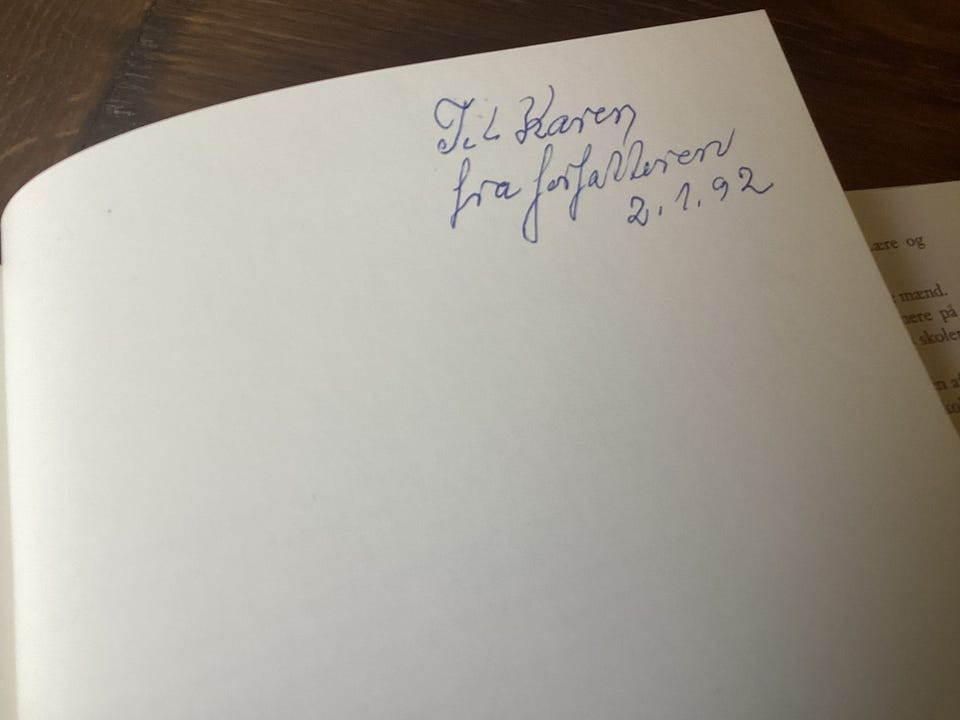 Til Karen
fra forfatteren
2.1.92
og
mænd.
på